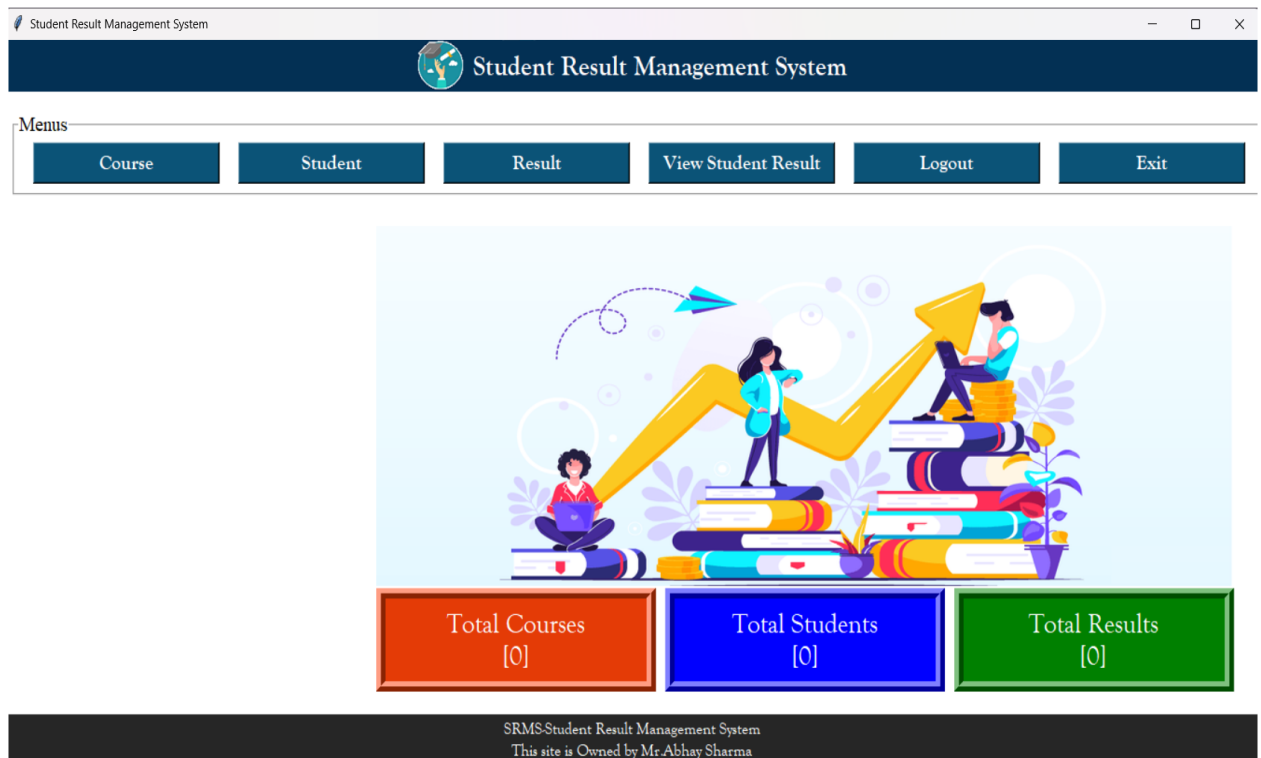 Student Result Management System
Student Result Management System
Menus
Course
Student
Result
View Student Result
Logout
Exit
Total Courses
[0]
Total Students
[0]
Total Results
[0]
SRMS-Student Result Management System
This site is Owned by Mr.Abhay Sharma